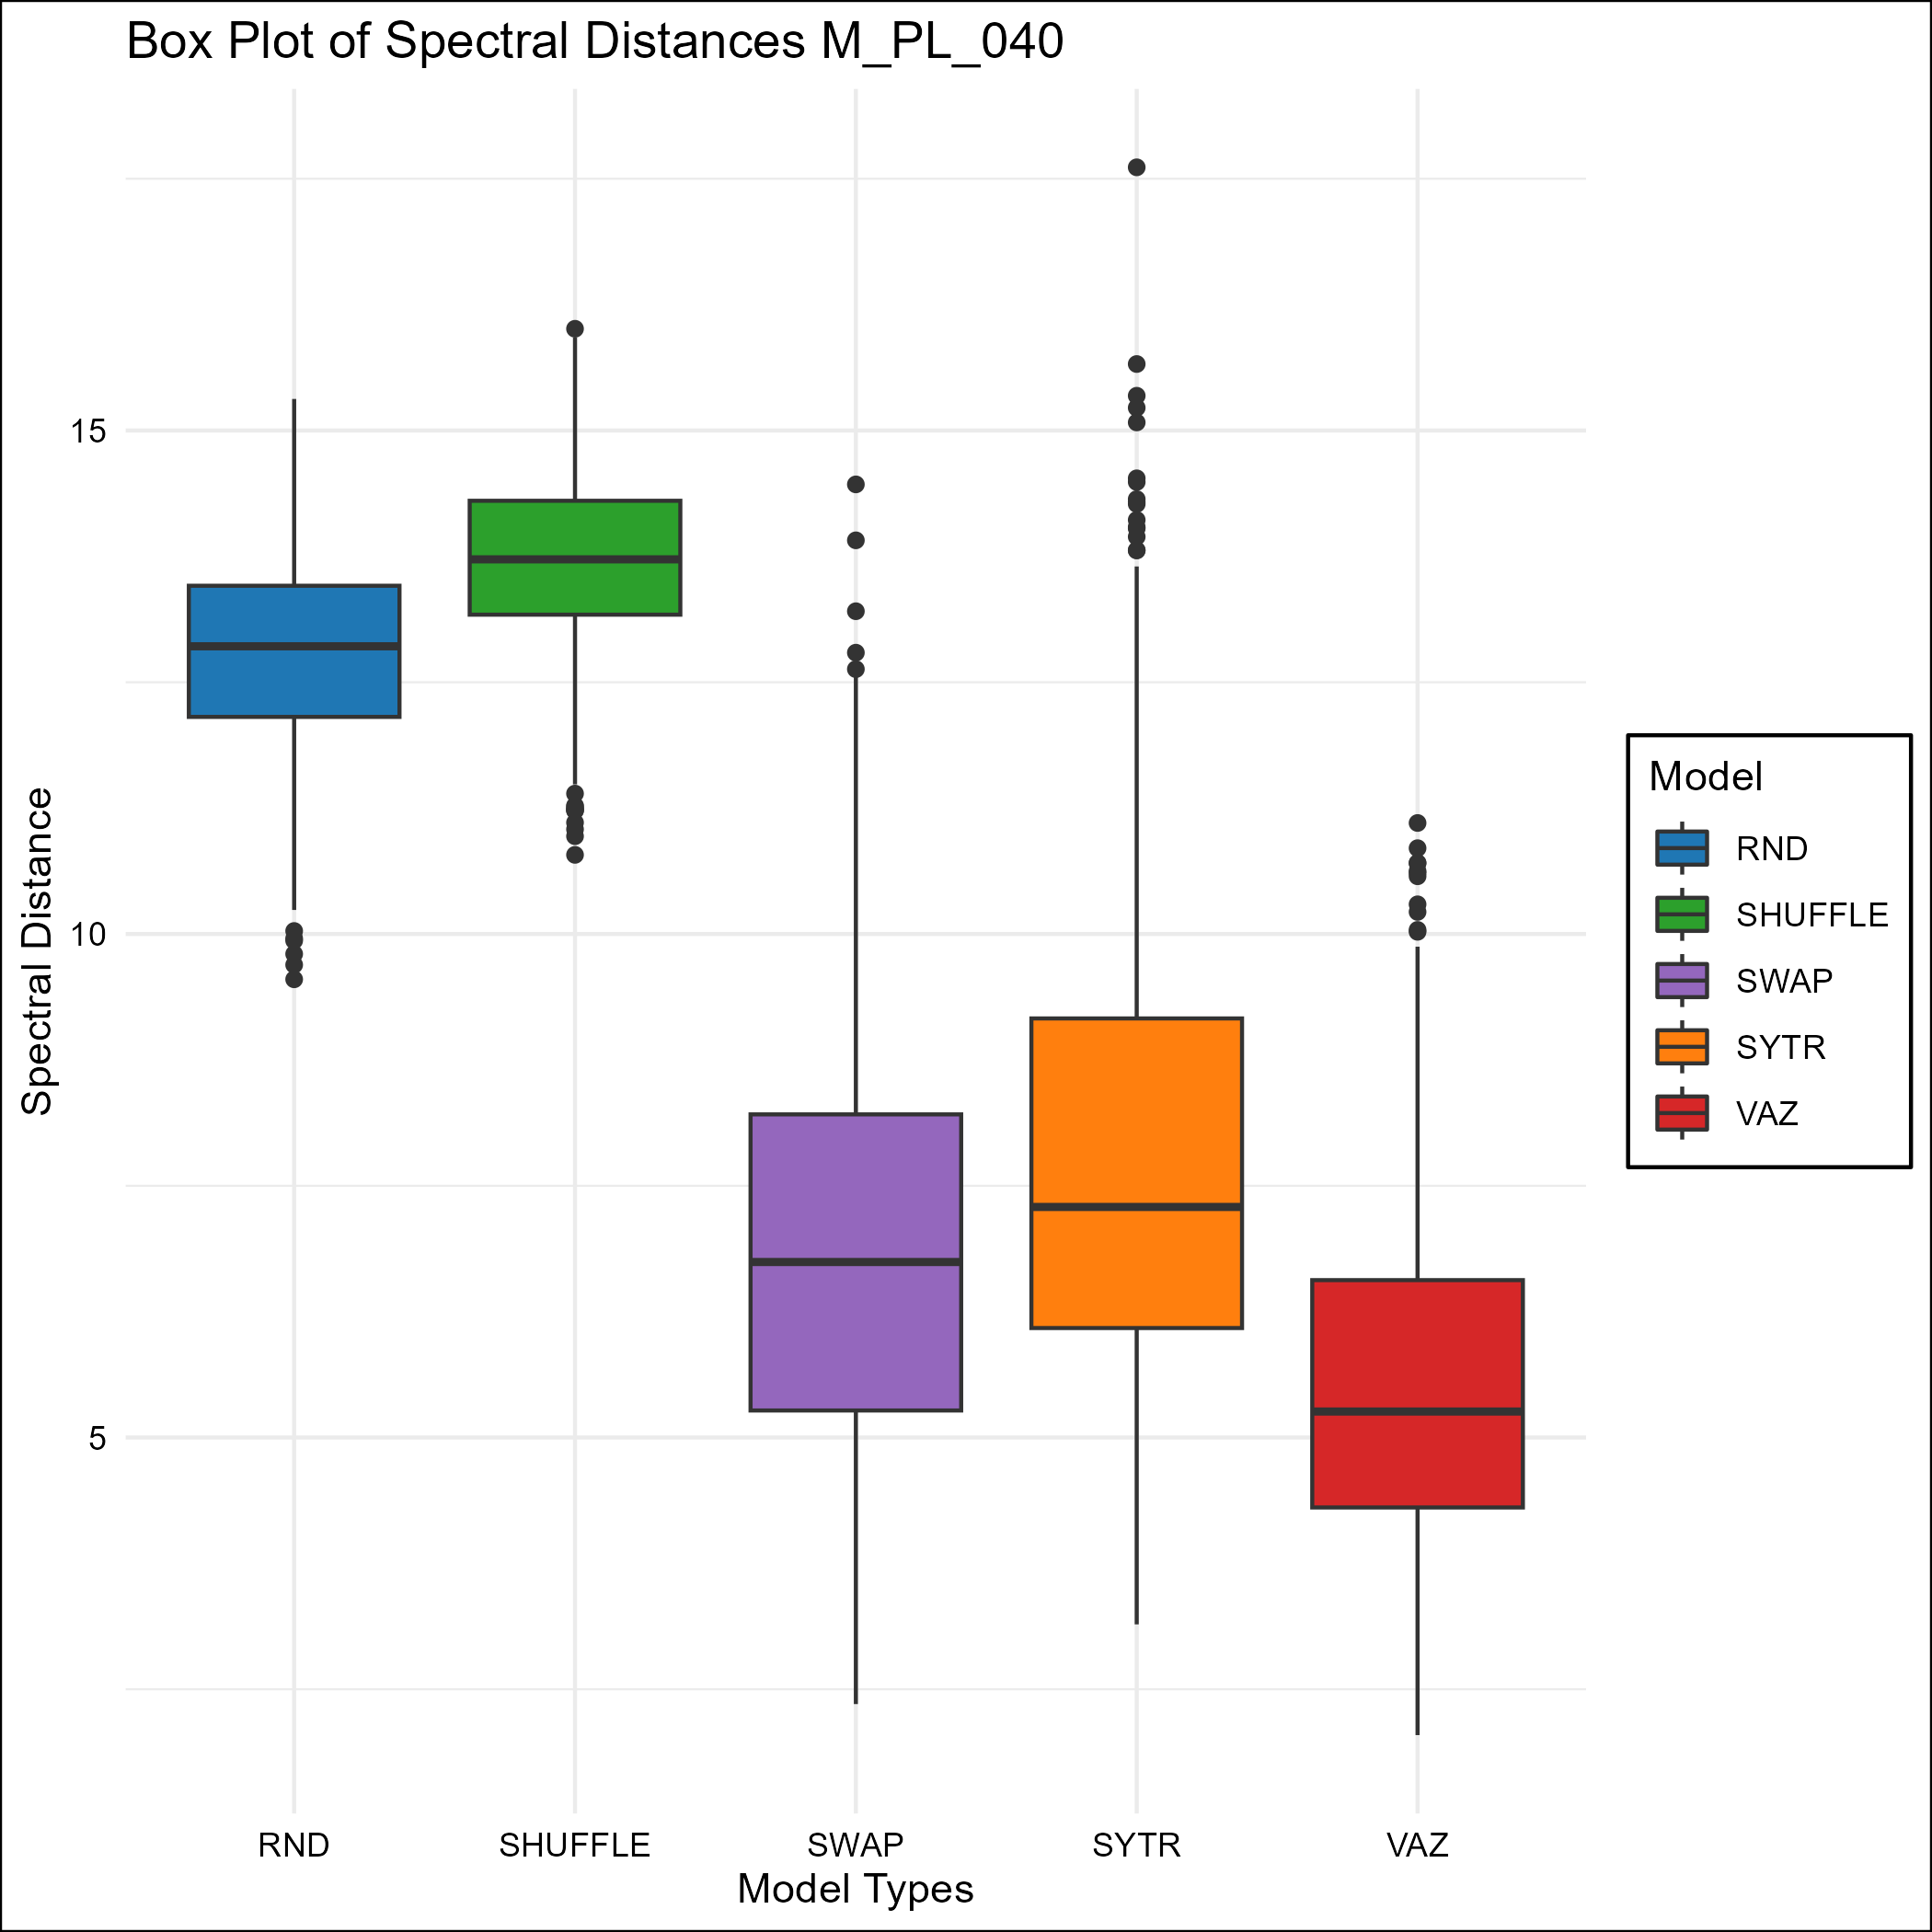 Box Plot of Spectral Distances M_PL_040
Spectral Distance
15
10
5
RND
SHUFFLE
SWAP
SYTR
VAZ
Model Types
Model
RND
SHUFFLE
SWAP
SYTR
VAZ